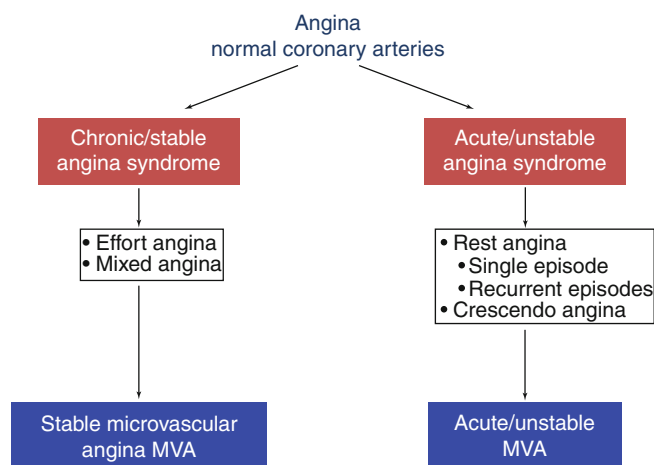 Angina
normal coronary arteries
Chronic/stable
angina syndrome
Acute/unstable
angina syndrome
• Effort angina
• Mixed angina
• Rest angina
• Single episode
• Recurrent episodes
• Crescendo angina
Stable microvascular
angina MVA
Acute/unstable
MVA